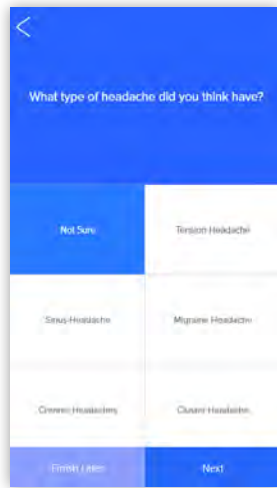 What type of headache did you think have?
Not Sure
Tension Headache
Sinus Headache
Migraine Headache
Chronic Headaches
Cluster Headache
Finish Later
Next